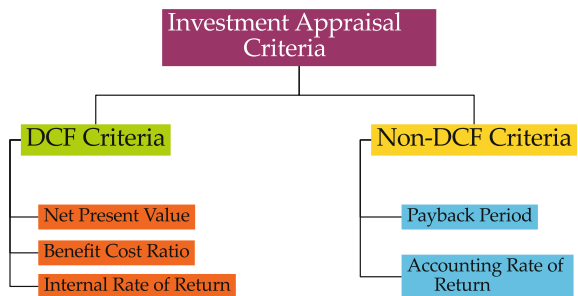 Investment Appraisal
Criteria
DCF Criteria
Net Present Value
Benefit Cost Ratio
Internal Rate of Return
Non-DCF Criteria
Payback Period
Accounting Rate of
Return